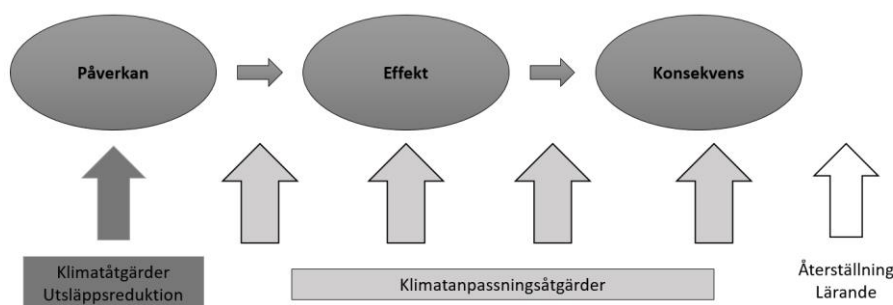 Påverkan
Effekt
Konsekvens
Klimatåtgärder
Utsläppsreduktion
Klimatanpassningsåtgärder
Återställning
Lärande